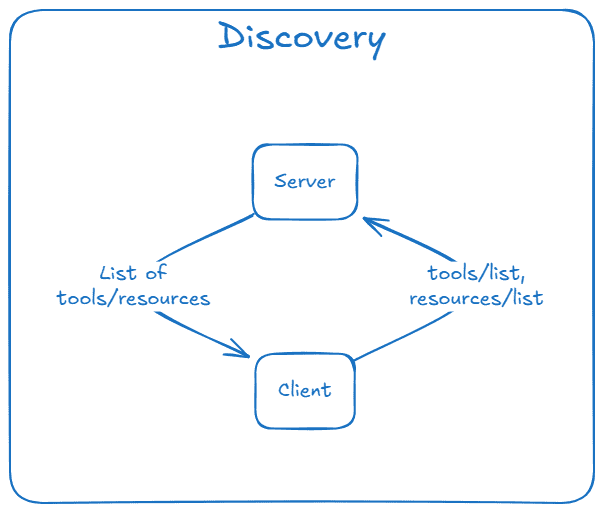 Discovery
Server
List of
tools/resources
tools/list,
resources/list
Client